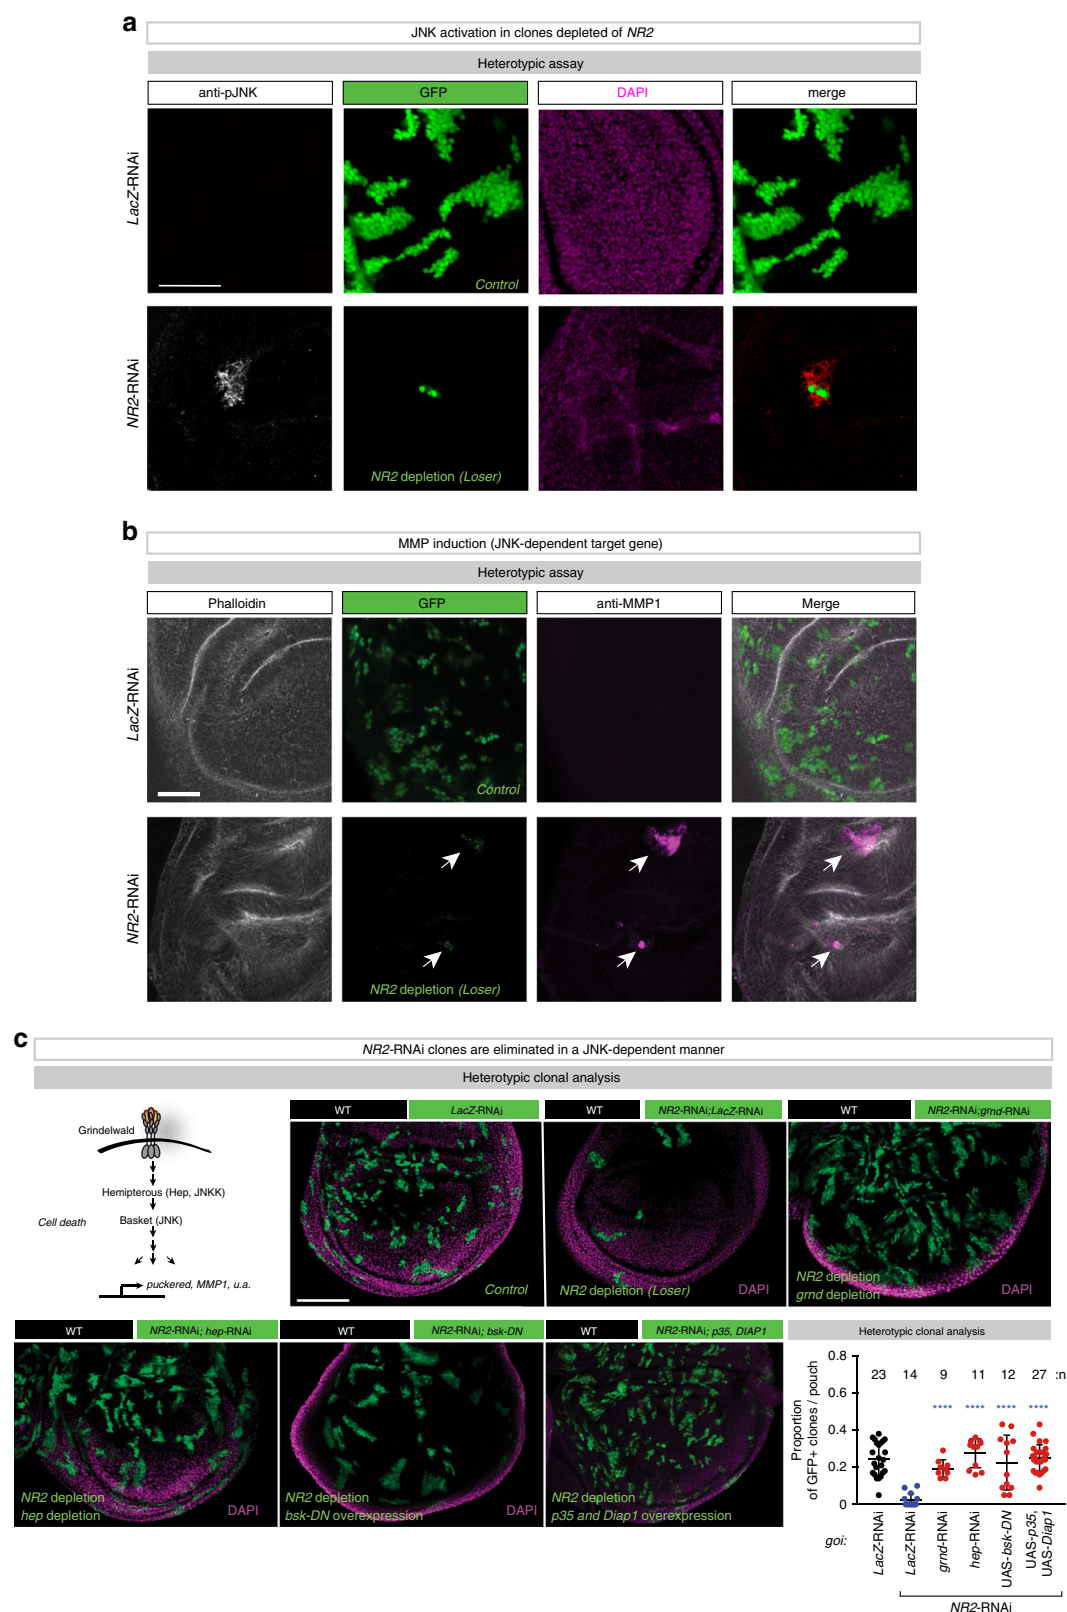 a
JNK activation in clones depleted of NR2
Heterotypic assay
anti-pJNK
GFP
DAPI
merge
LacZ-RNAi
Control
NR2-RNAi
NR2 depletion (Loser)
b
MMP induction (JNK-dependent target gene)
Heterotypic assay
Phalloidin
GFP
anti-MMP1
Merge
LacZ-RNAi
Control
NR2-RNAi
NR2 depletion (Loser)
c
NR2-RNAi clones are eliminated in a JNK-dependent manner
Heterotypic clonal analysis
Grindelwald
Hemipterous (Hep, JNKK)
Cell death
Basket (JNK)
puckered, MMP1, u.a.
WT
LacZ-RNAi
Control
WT
NR2-RNAi;LacZ-RNAi
NR2 depletion (Loser)
DAPI
WT
NR2-RNAi;grnd-RNAi
NR2 depletion
grnd depletion
DAPI
WT
NR2-RNAi; hep-RNAi
NR2 depletion
hep depletion
DAPI
WT
NR2-RNAi; bsk-DN
NR2 depletion
bsk-DN overexpression
DAPI
WT
NR2-RNAi; p35, DIAP1
NR2 depletion
p35 and Diap1 overexpression
Heterotypic clonal analysis
Proportion
of GFP+ clones / pouch
0.8
0.6
0.4
0.2
0
23 14 9 11 12 27 :n
**** **** **** ****
goi:
LacZ-RNAi
LacZ-RNAi
grnd-RNAi
hep-RNAi
UAS-bsk-DN
UAS-p35,
UAS-Diap1
NR2-RNAi